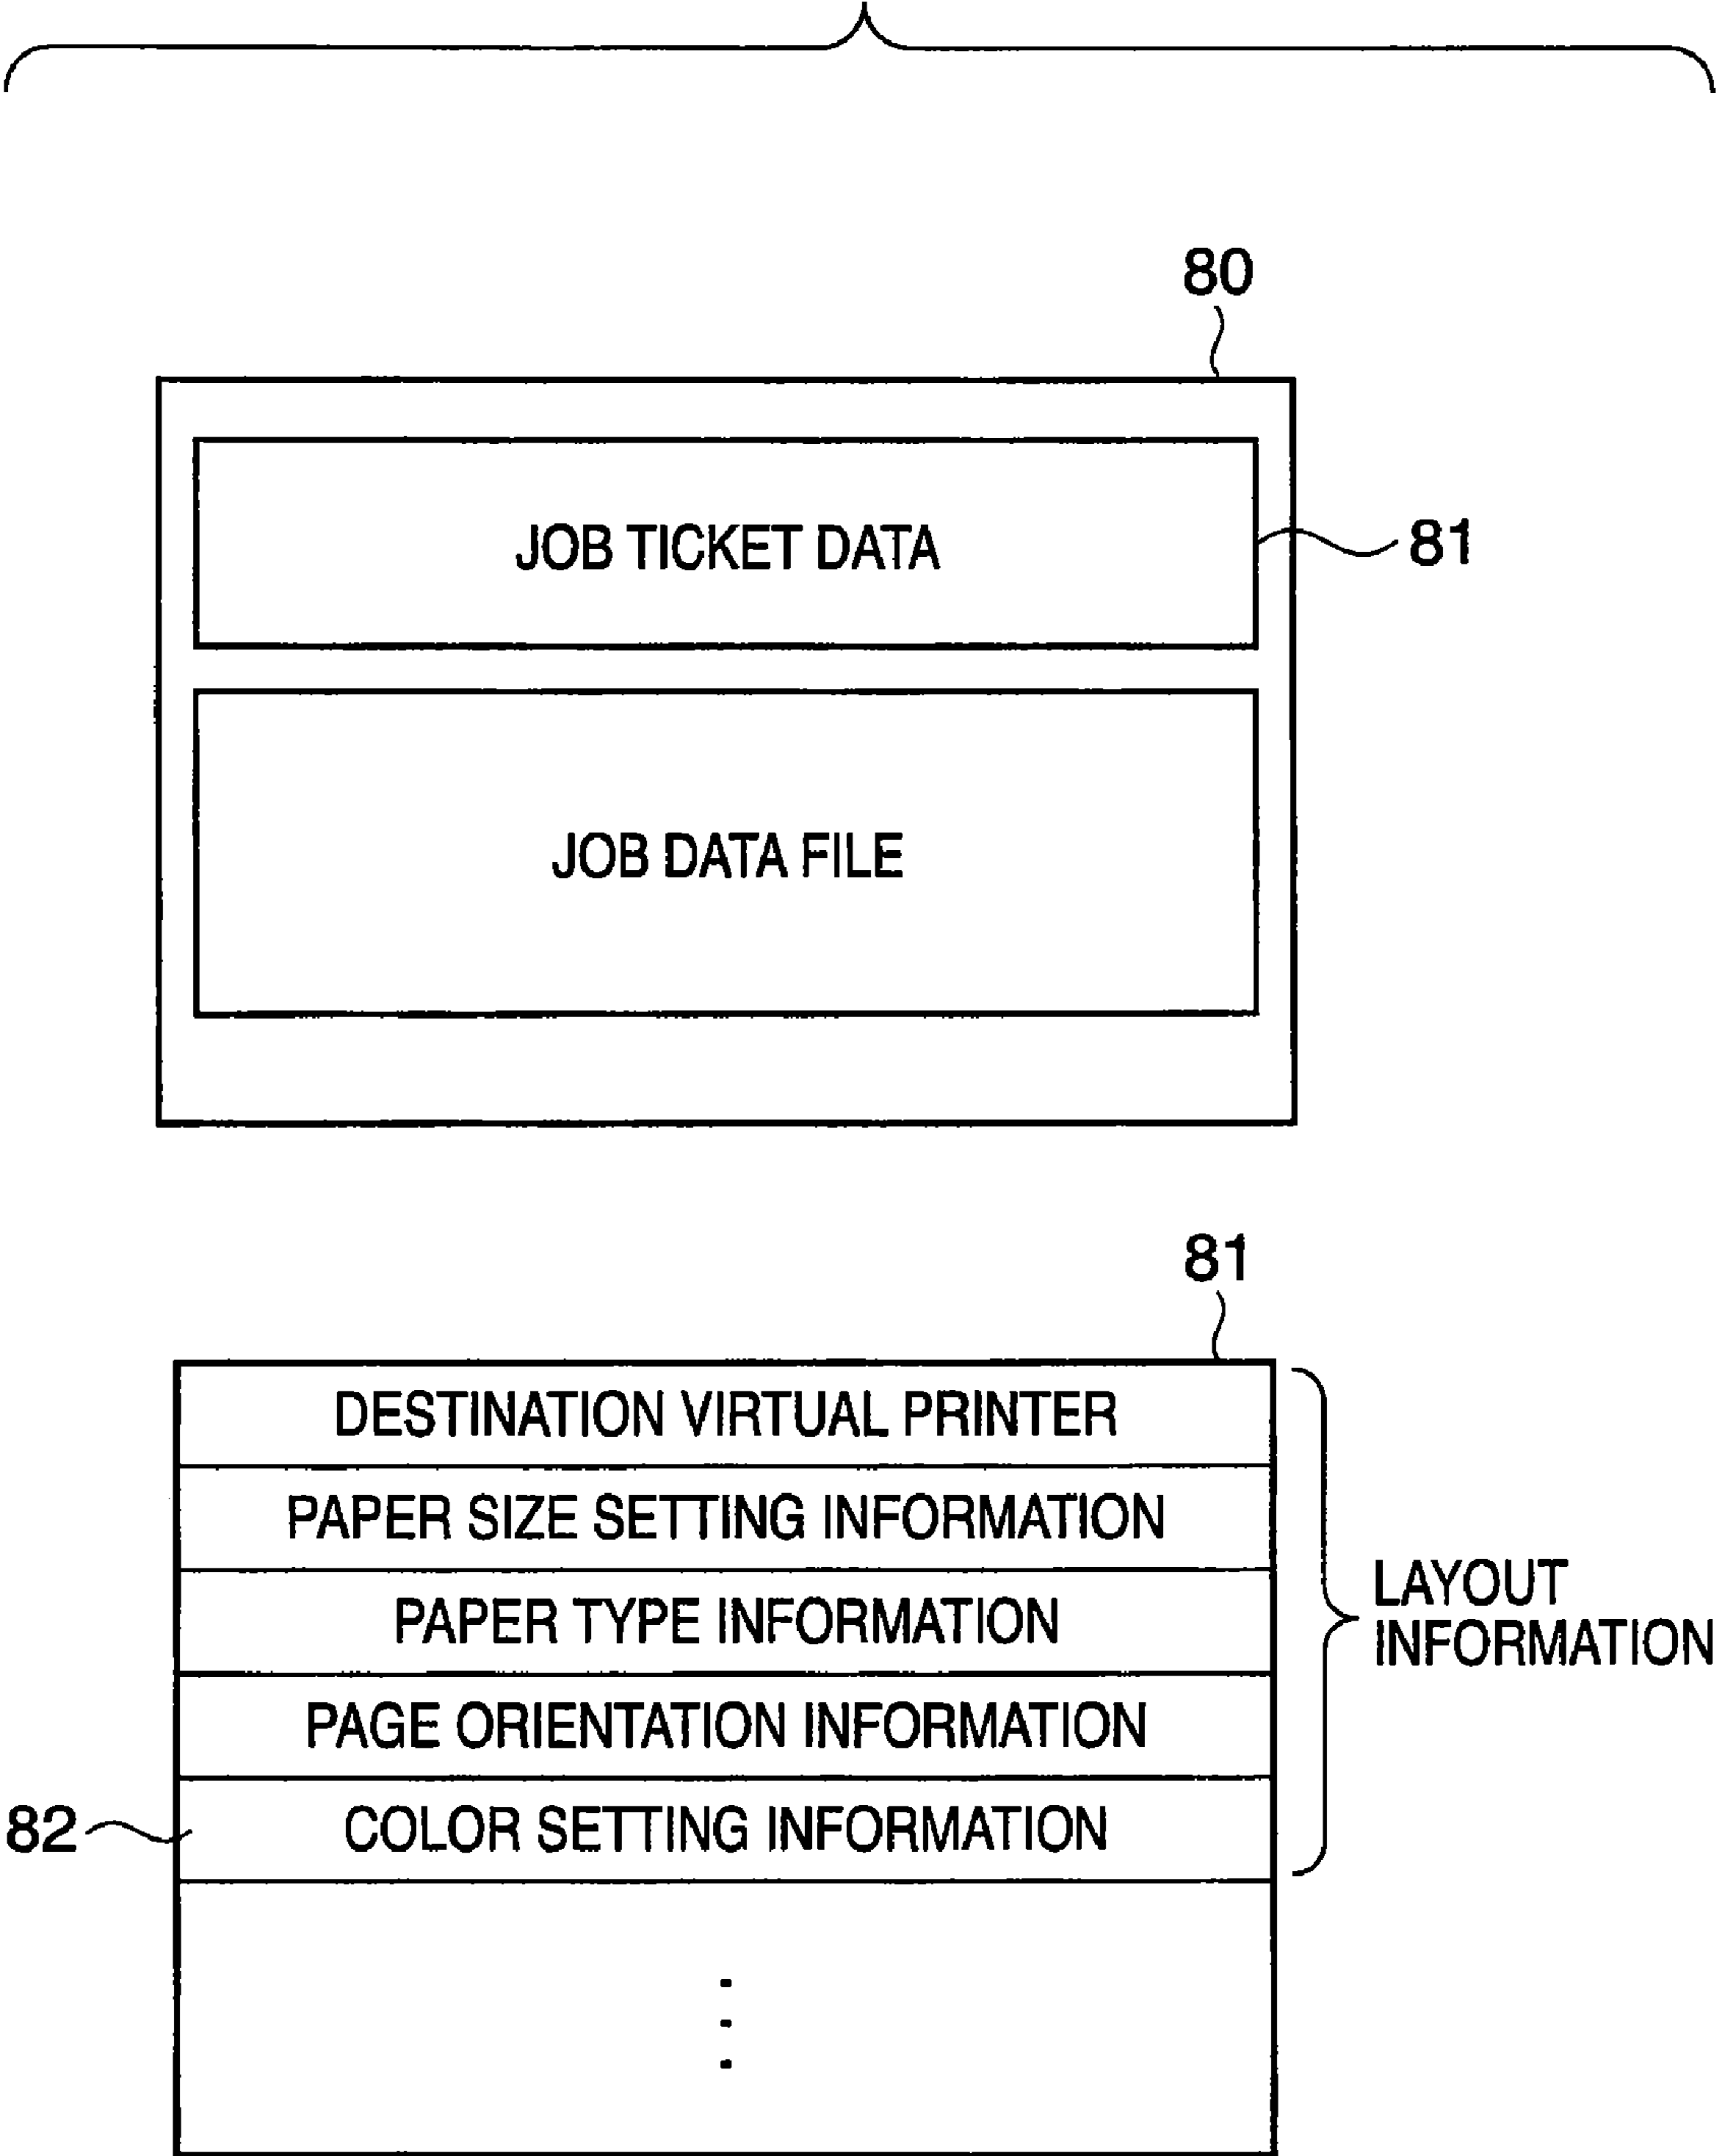 80
JOB TICKET DATA
81
JOB DATA FILE
81
DESTINATION VIRTUAL PRINTER
PAPER SIZE SETTING INFORMATION
PAPER TYPE INFORMATION
LAYOUT
INFORMATION
PAGE ORIENTATION INFORMATION
82
COLOR SETTING INFORMATION